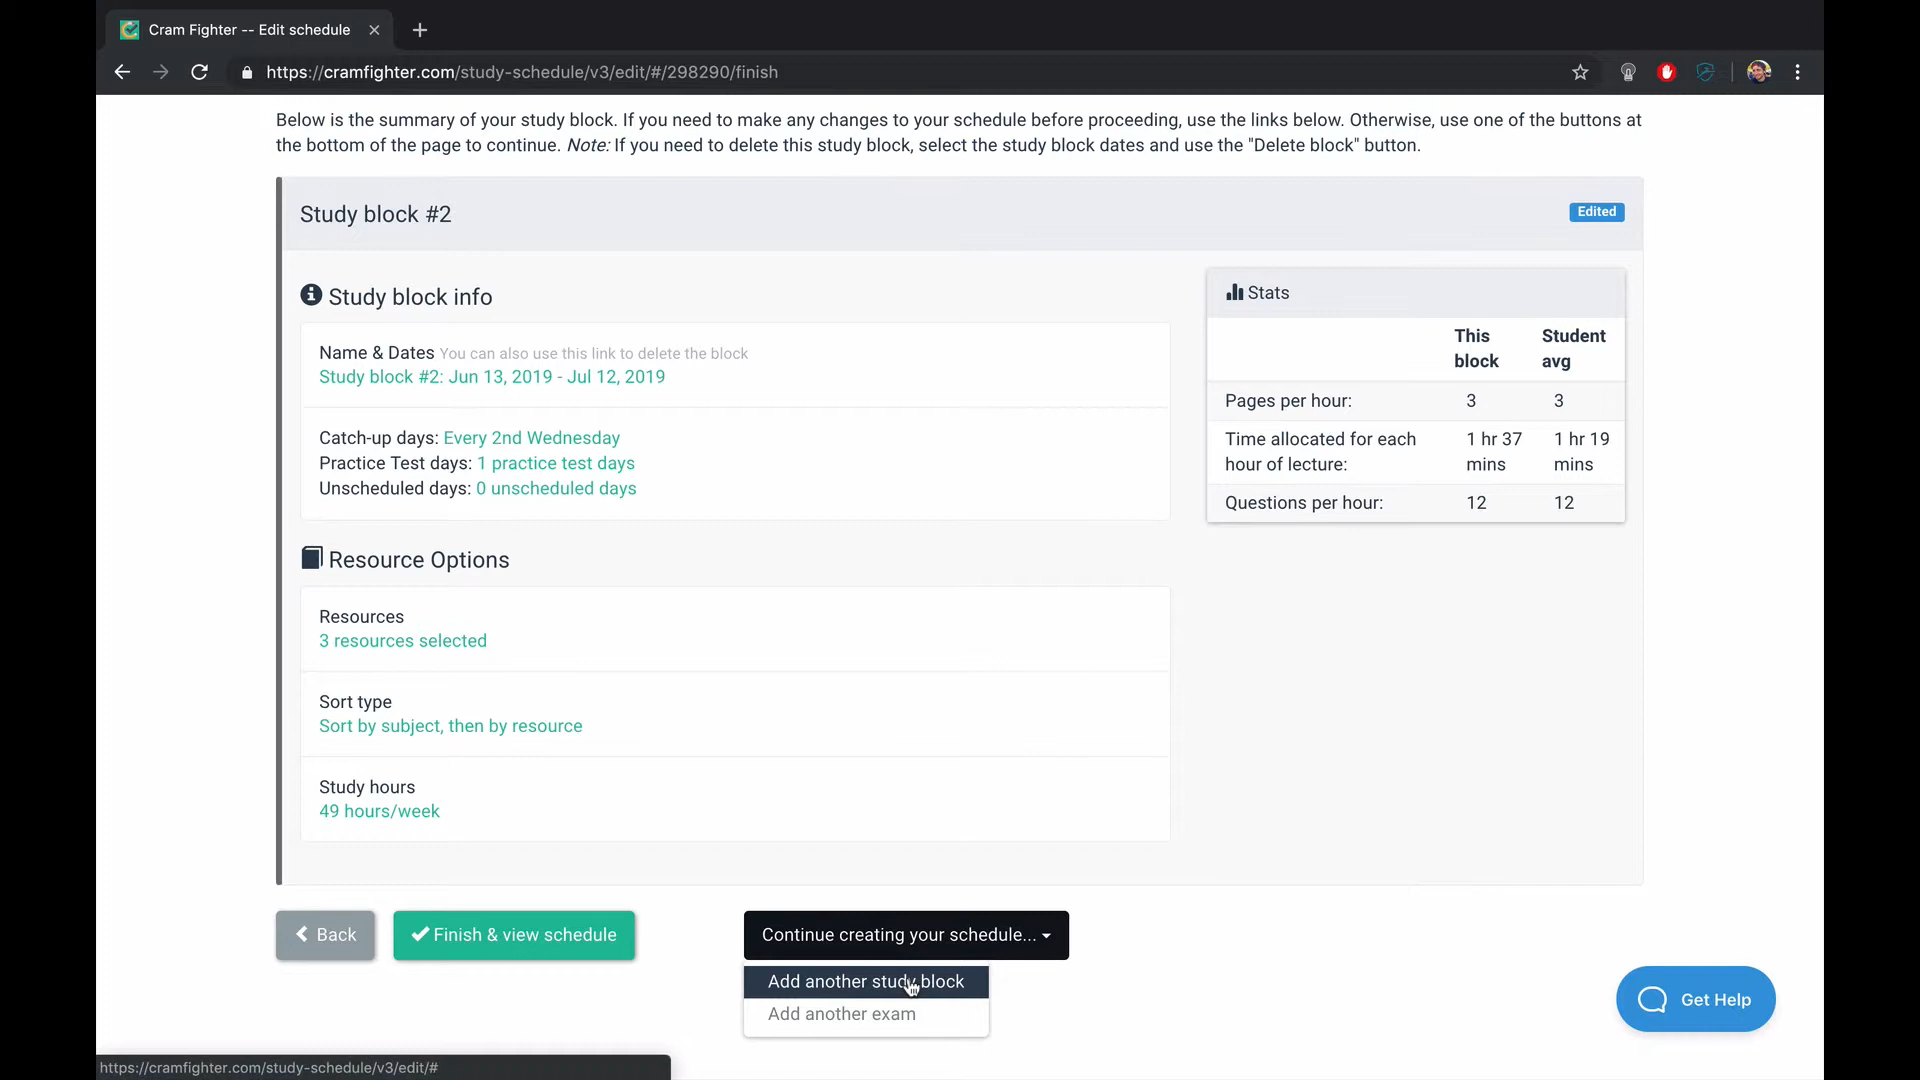 Cram Fighter -- Edit schedule
https://cramfighter.com/study-schedule/v3/edit/#/298290/finish
Below is the summary of your study block. If you need to make any changes to your schedule before proceeding, use the links below. Otherwise, use one of the buttons at
the bottom of the page to continue. Note: If you need to delete this study block, select the study block dates and use the "Delete block" button.
Study block #2
Edited
Study block info
Name & Dates You can also use this link to delete the block
Study block #2: Jun 13, 2019 - Jul 12, 2019
Catch-up days: Every 2nd Wednesday
Practice Test days: 1 practice test days
Unscheduled days: 0 unscheduled days
Resource Options
Resources
3 resources selected
Sort type
Sort by subject, then by resource
Study hours
49 hours/week
Stats
This Student
block avg
Pages per hour: 3 3
Time allocated for each 1 hr 37 1 hr 19
hour of lecture: mins mins
Questions per hour: 12 12
Back
Finish & view schedule
Continue creating your schedule...
Add another study block
Add another exam
Get Help
https://cramfighter.com/study-schedule/v3/edit/#